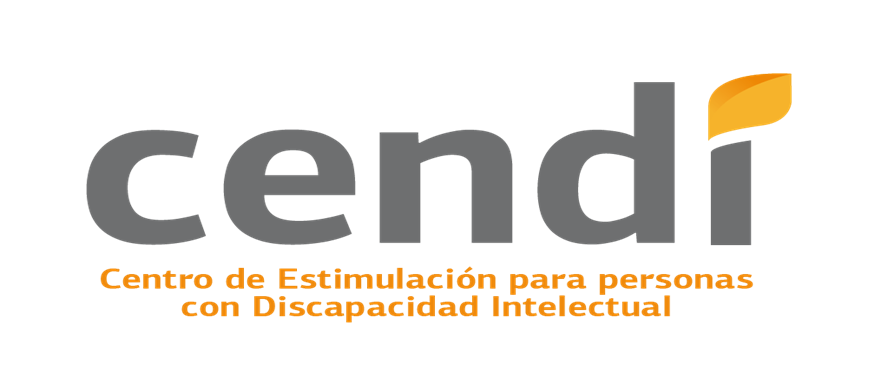 cendi
Centro de Estimulación para personas
con Discapacidad Intelectual